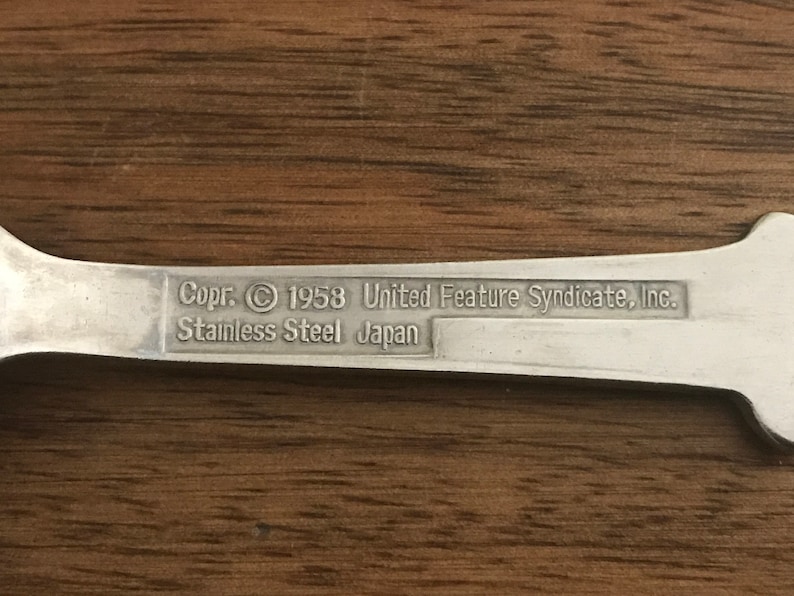 Copr. © 1958 United Feature Syndicate, Inc.
Stainless Steel Japan